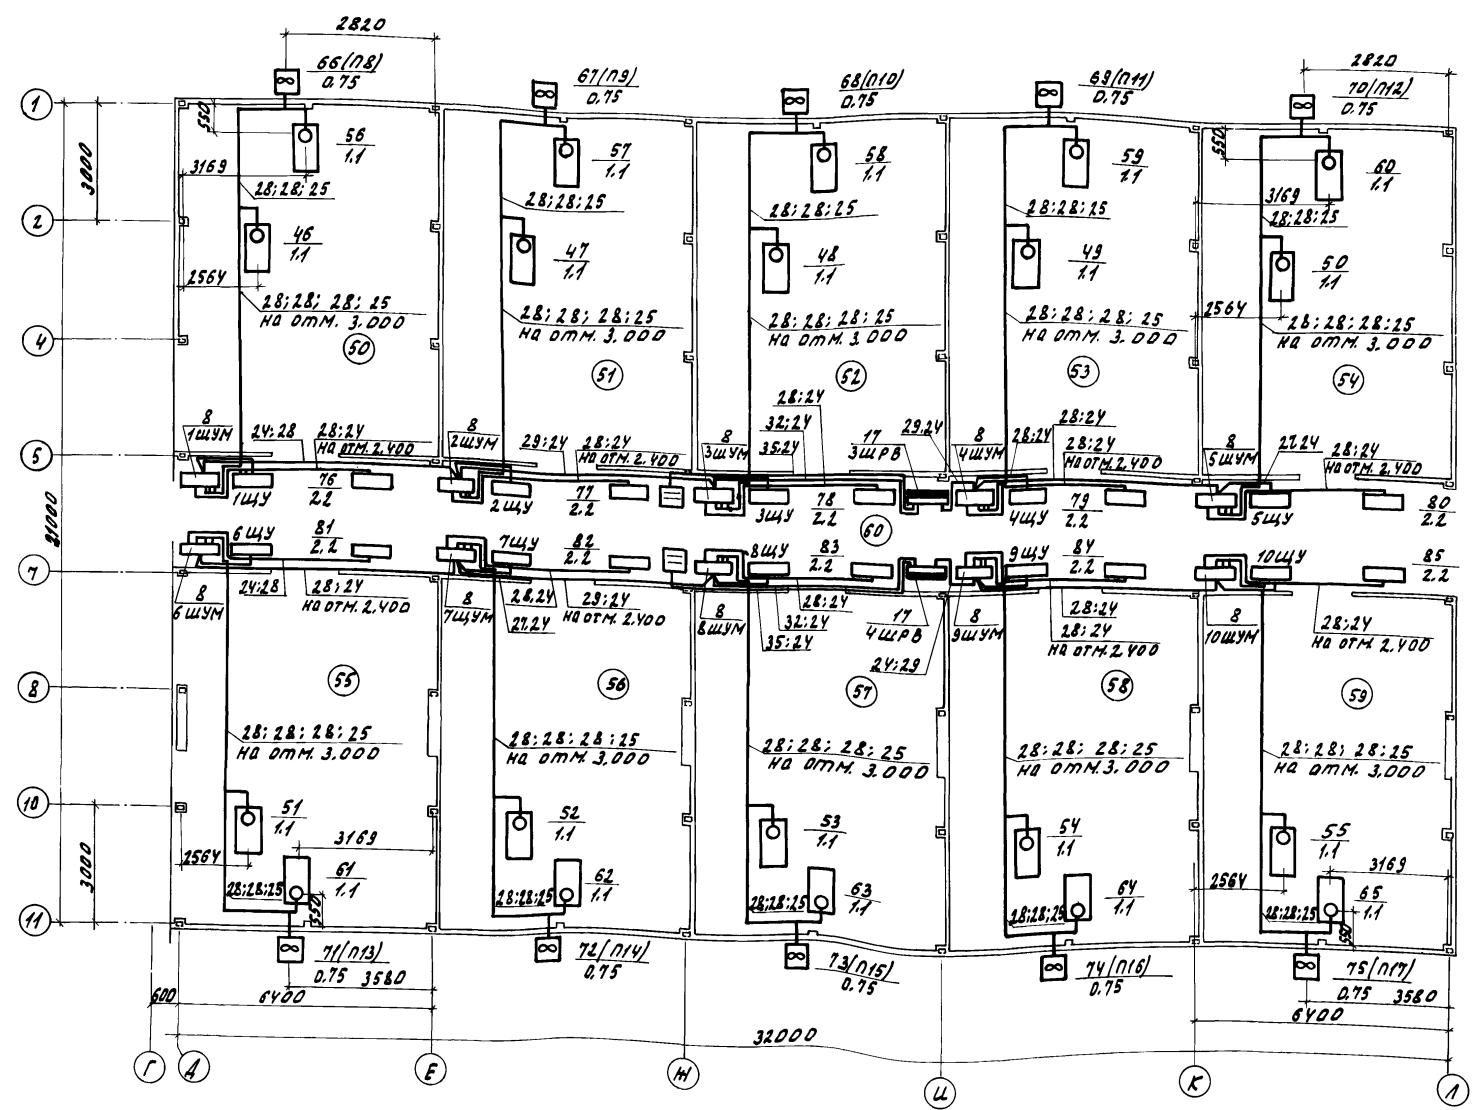 2820
66(П8)
0.75
67(П9)
0.75
68(П10)
0.75
69(П11)
0.75
2820
70(П12)
0.75
1
550
56
1.1
57
1.1
58
1.1
59
1.1
550
60
1.1
3000
3169
28;28;25
28;28;25
28;28;25
28;28;25
3169
28;28;25
2
46
1.1
47
1.1
48
1.1
49
1.1
50
1.1
2564
28;28; 28; 25
на отм. 3.000
28; 28; 28; 25
на отм. 3.000
28; 28; 28; 25
на отм. 3.000
28; 28; 28; 25
на отм. 3.000
2564
28; 28; 28; 25
на отм. 3.000
4
50
51
52
53
54
8
1ШУМ
24;28
28;24
на отм. 2.400
8
2ШУМ
29;24
28;24
на отм. 2.400
8
3ШУМ
28;24
32;24
35;24
17
3ШРВ
29.24
8
4ШУМ
28;24
28;24
28;24
на отм. 2.400
8
5ШУМ
27.24
28;24
на отм. 2.400
5
1ЩУ
76
2.2
2ЩУ
77
2.2
3ЩУ
78
2.2
60
4ЩУ
79
2.2
5ЩУ
80
2.2
21000
6ЩУ
81
2.2
7ЩУ
82
2.2
8ЩУ
83
2.2
9ЩУ
84
2.2
10ЩУ
85
2.2
7
8
6ШУМ
24;28
28;24
на отм. 2.400
8
7ЩУМ
28.24
27.24
29;24
на отм. 2.400
8
8ШУМ
28;24
32;24
35;24
17
4ШРВ
24;29
8
9ШУМ
28;24
28;24
на отм. 2.400
8
10ШУМ
28;24
на отм. 2.400
8
55
56
57
58
59
28; 28; 28; 25
на отм. 3.000
28; 28; 28; 25
на отм. 3.000
28; 28; 28; 25
на отм. 3.000
28; 28; 28; 25
на отм. 3.000
28; 28; 28; 25
на отм. 3.000
10
51
1.1
52
1.1
53
1.1
54
1.1
55
1.1
3000
2564
3169
61
1.1
62
1.1
63
1.1
64
1.1
2564
3169
65
1.1
28;28;25
550
28;28;25
28;28;25
28;28;25
28;28;25
550
11
71(П13)
0.75
3580
72(П14)
0.75
73(П15)
0.75
74(П16)
0.75
75(П17)
0.75
3580
600
6400
6400
32000
Г
Д
Е
Ж
И
К
Л